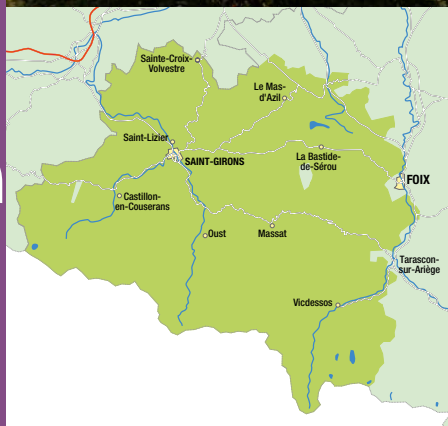 Sainte-Croix-
Volvestre
Le Mas-
d'Azil
Saint-Lizier
SAINT-GIRONS
La Bastide-
de-Sérou
FOIX
Castillon-
en-Couserans
Oust
Massat
Tarascon-
sur-Ariège
Vicdessos